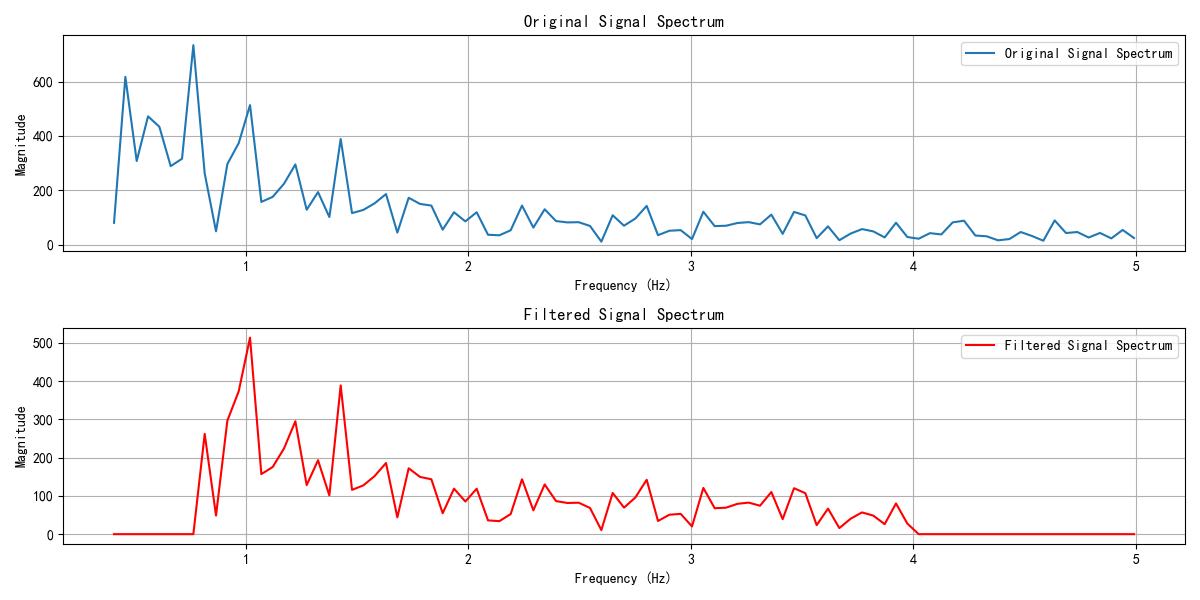 Original Signal Spectrum
Original Signal Spectrum
Magnitude
600
400
200
0
1 2 3 4 5
Frequency (Hz)
Filtered Signal Spectrum
Filtered Signal Spectrum
Magnitude
500
400
300
200
100
0
1 2 3 4 5
Frequency (Hz)